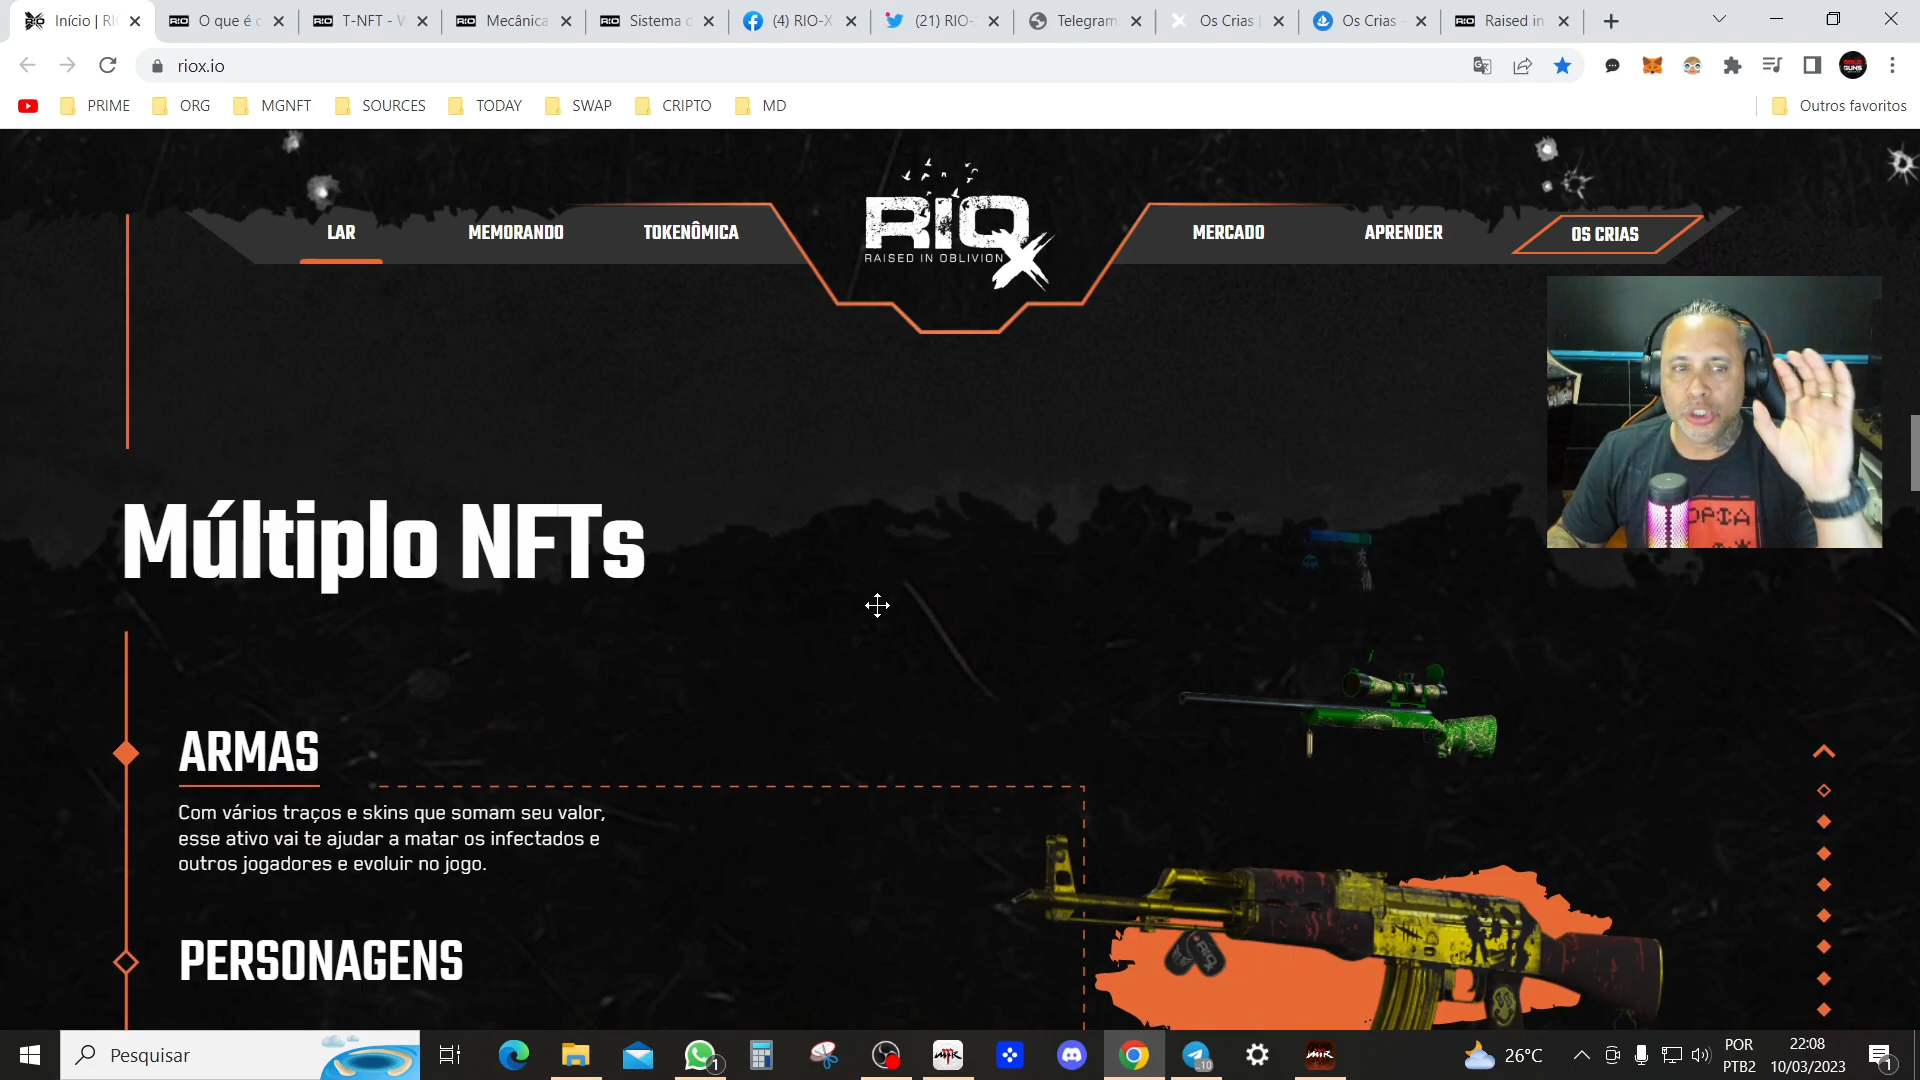 Início | RI
O que é o
T-NFT - W
Mecânica
Sistema d
(4) RIO-X
(21) RIO-
Telegram
Os Crias |
Os Crias -
Raised in
riox.io
PRIME
ORG
MGNFT
SOURCES
TODAY
SWAP
CRIPTO
MD
Outros favoritos
LAR
MEMORANDO
TOKENÔMICA
RIO X
RAISED IN OBLIVION
MERCADO
APRENDER
OS CRIAS
Múltiplo NFTs
ARMAS
Com vários traços e skins que somam seu valor,
esse ativo vai te ajudar a matar os infectados e
outros jogadores e evoluir no jogo.
PERSONAGENS
Pesquisar
1
10
26°C
POR
PTB2
22:08
10/03/2023
1